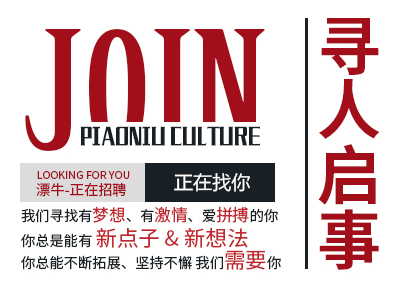 JOIN
PIAONIU CULTURE
寻人启事
LOOKING FOR YOU
漂牛-正在招聘
正在找你
我们寻找有梦想、有激情、爱拼搏的你
你总是能有 新点子 & 新想法
你总能不断拓展、坚持不懈 我们需要你